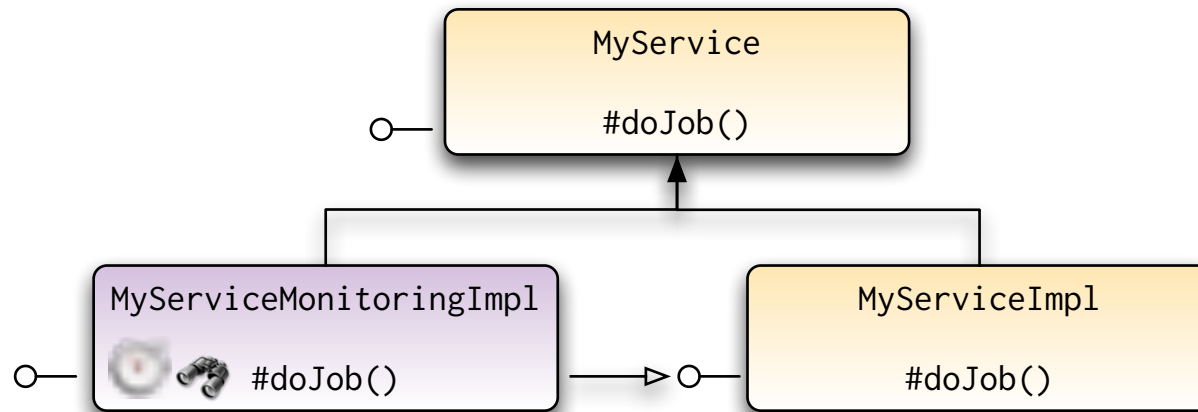 MyService
#doJob()
MyServiceMonitoringImpl
#doJob()
MyServiceImpl
#doJob()